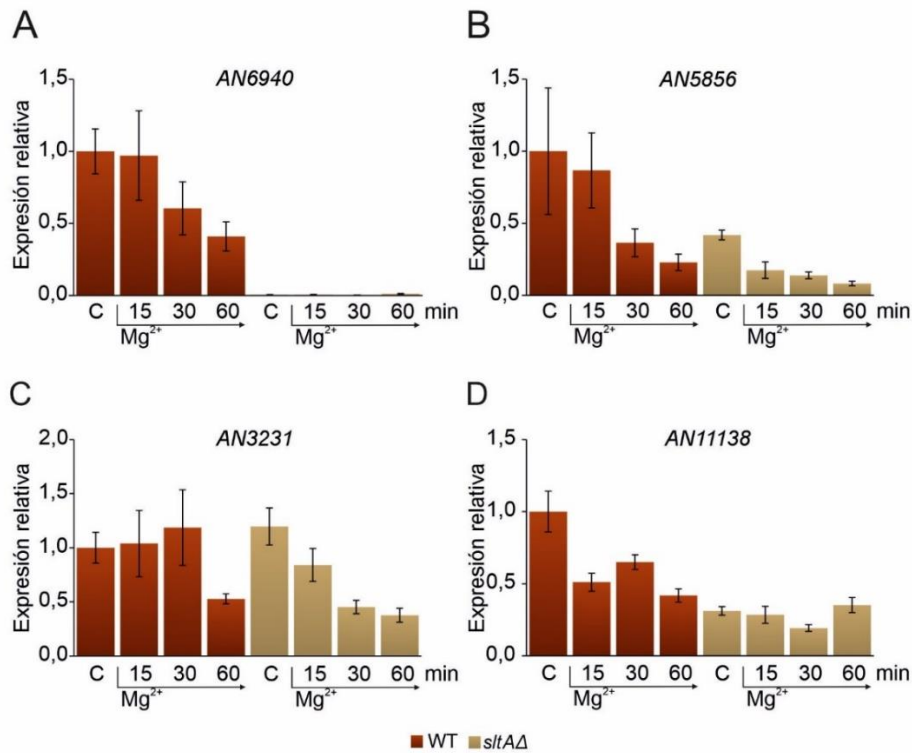 A
AN6940
Expresión relativa
1,5
1,0
0,5
0,0
C 15 30 60 C 15 30 60 min
Mg²⁺ Mg²⁺
B
AN5856
Expresión relativa
1,5
1,0
0,5
0,0
C 15 30 60 C 15 30 60 min
Mg²⁺ Mg²⁺
C
AN3231
Expresión relativa
2,0
1,5
1,0
0,5
0,0
C 15 30 60 C 15 30 60 min
Mg²⁺ Mg²⁺
D
AN11138
Expresión relativa
1,5
1,0
0,5
0,0
C 15 30 60 C 15 30 60 min
Mg²⁺ Mg²⁺
WT sltAΔ